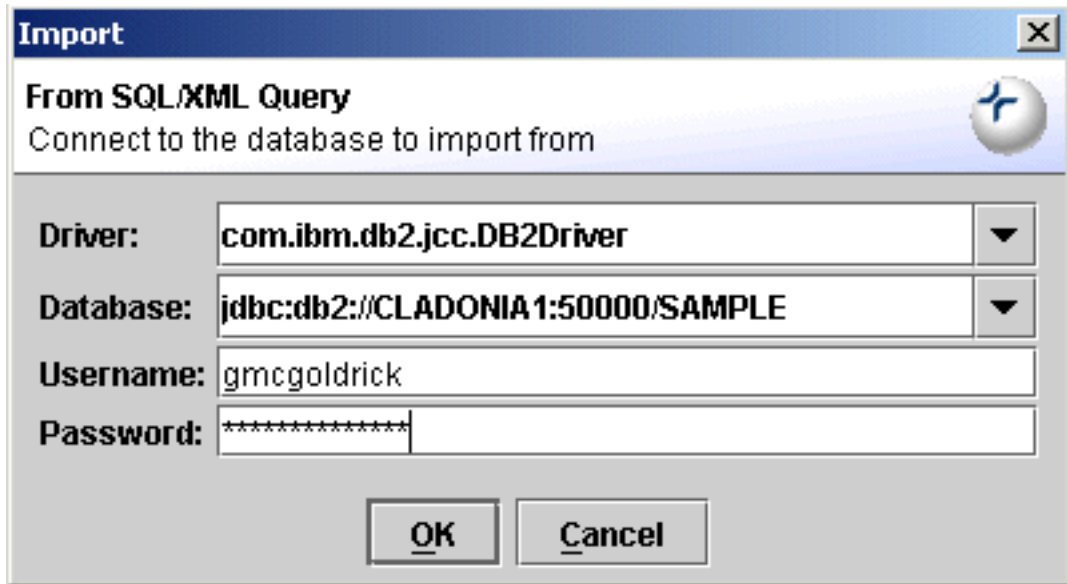 Import
From SQL/XML Query
Connect to the database to import from
Driver: com.ibm.db2.jcc.DB2Driver
Database: jdbc:db2://CLADONIA1:50000/SAMPLE
Username: gmcgoldrick
Password: **************
OK Cancel